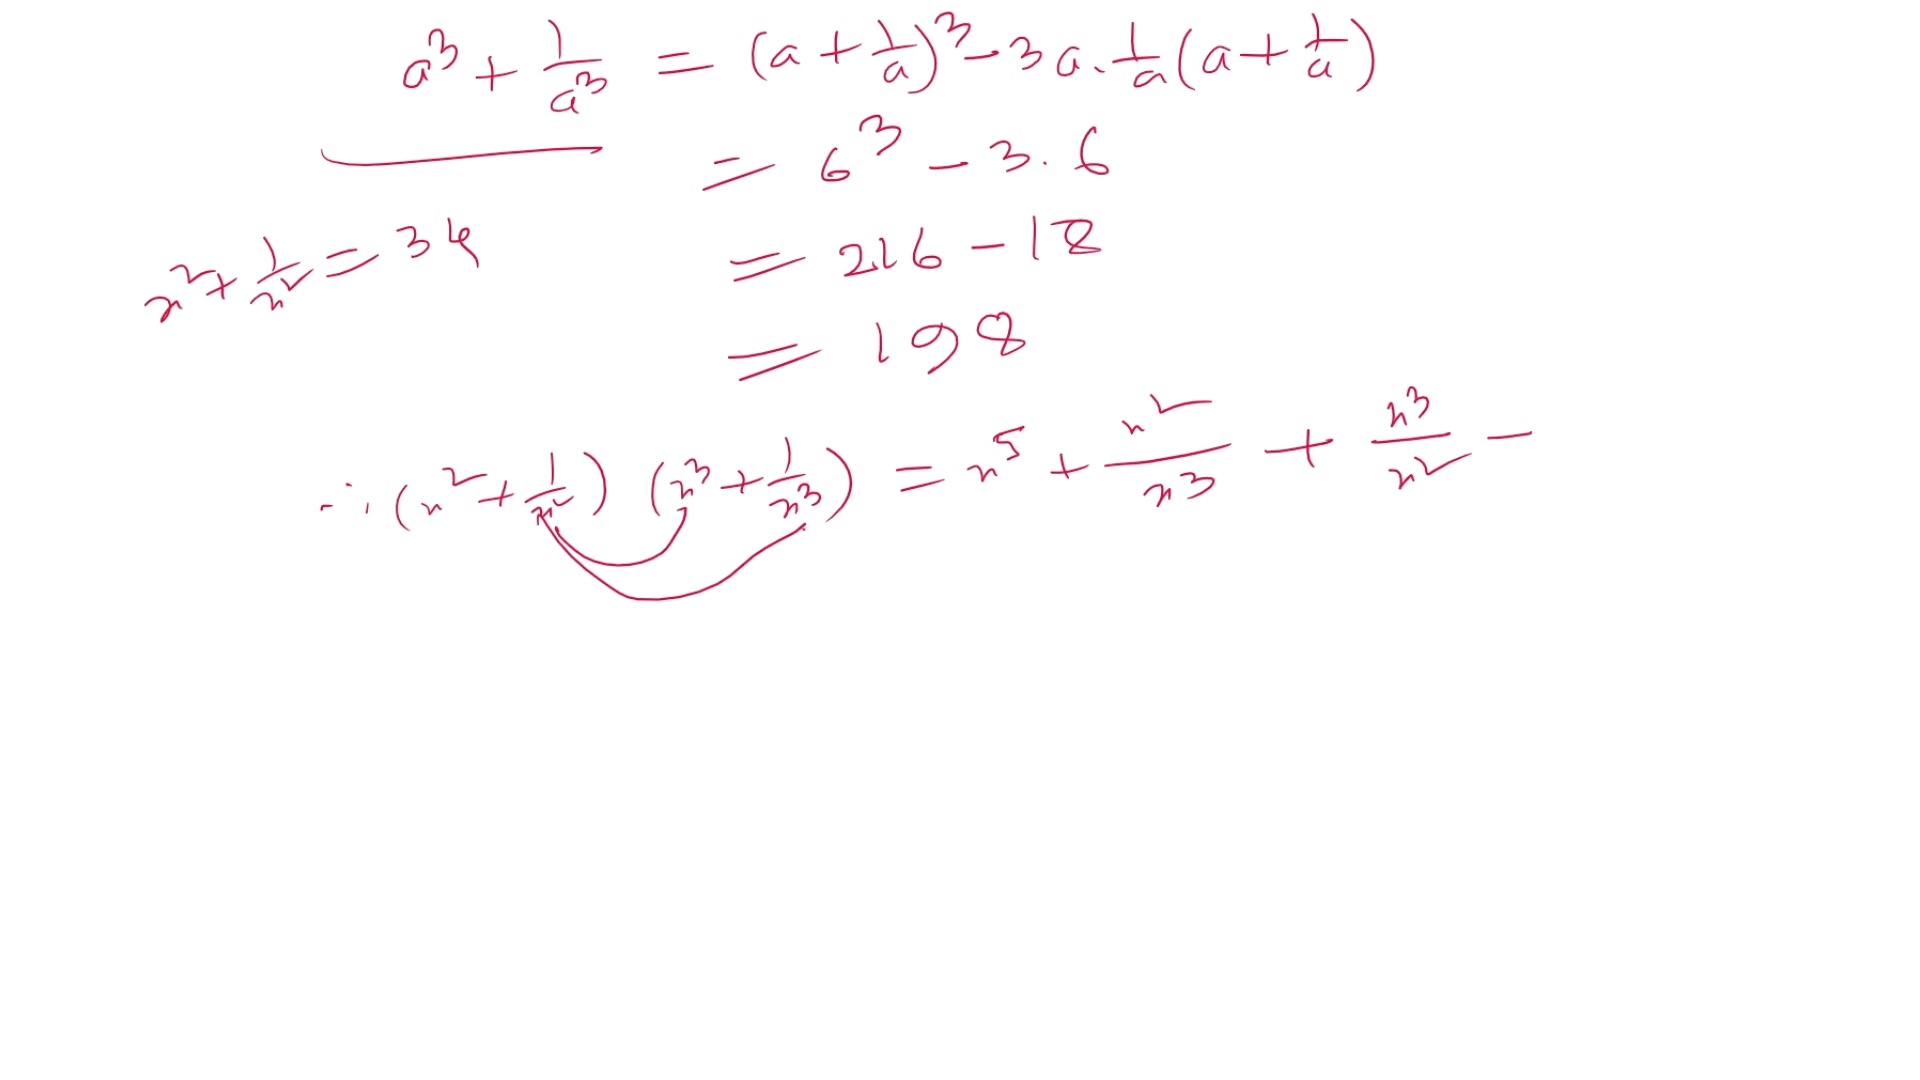 a³ + 1/a³ = (a + 1/a)³ - 3 a . 1/a (a + 1/a)
= 6³ - 3 . 6
x² + 1/x² = 34
= 216 - 18
= 198
∴ (x² + 1/x²) (x³ + 1/x³) = x⁵ + x²/x³ + x³/x² -